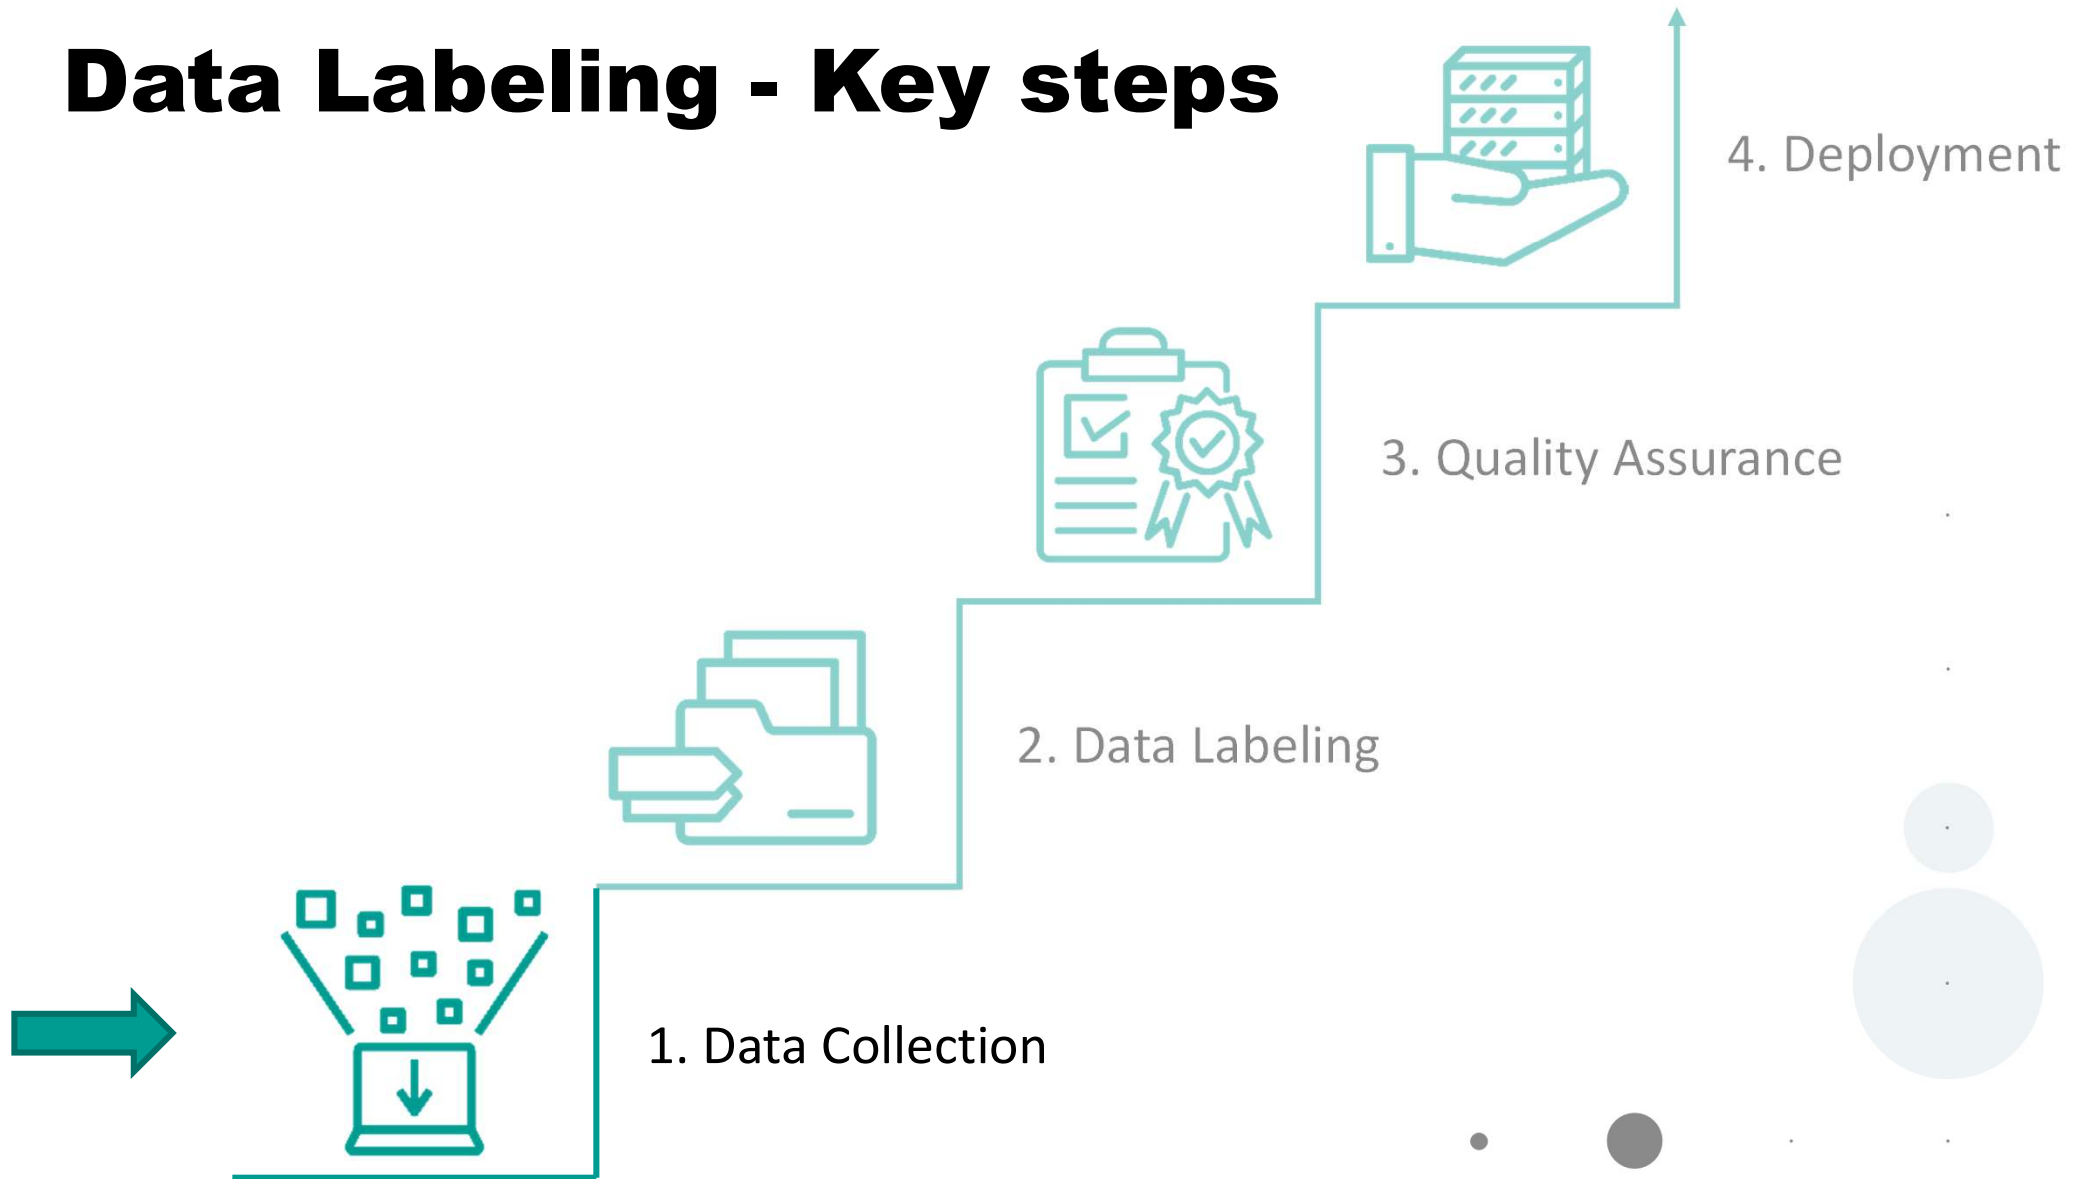 Data Labeling - Key steps
4. Deployment
3. Quality Assurance
2. Data Labeling
1. Data Collection